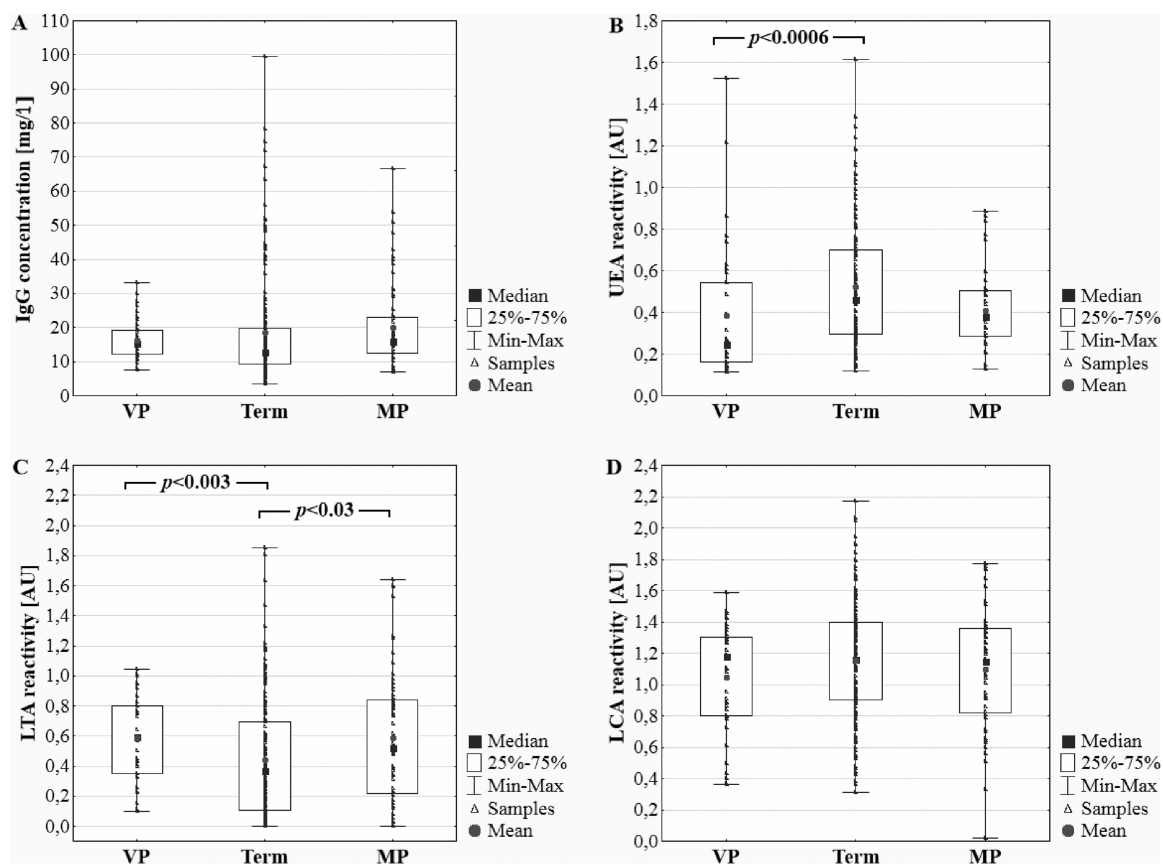 A
IgG concentration [mg/1]
110
100
90
80
70
60
50
40
30
20
10
0
VP Term MP
Median
25%-75%
Min-Max
Samples
Mean
B
UEA reactivity [AU]
p<0.0006
1,8
1,6
1,4
1,2
1,0
0,8
0,6
0,4
0,2
0,0
VP Term MP
Median
25%-75%
Min-Max
Samples
Mean
C
LTA reactivity [AU]
p<0.003
p<0.03
2,4
2,2
2,0
1,8
1,6
1,4
1,2
1,0
0,8
0,6
0,4
0,2
0,0
VP Term MP
Median
25%-75%
Min-Max
Samples
Mean
D
LCA reactivity [AU]
2,4
2,2
2,0
1,8
1,6
1,4
1,2
1,0
0,8
0,6
0,4
0,2
0,0
VP Term MP
Median
25%-75%
Min-Max
Samples
Mean